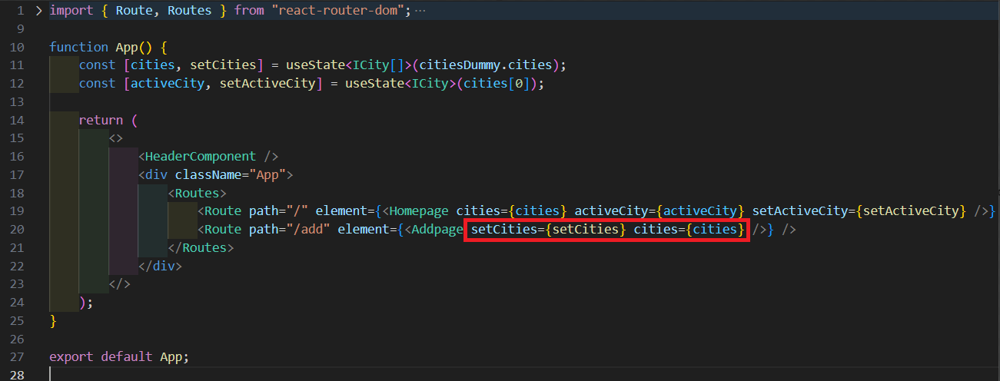 1 > import { Route, Routes } from "react-router-dom"; ···
9
10 function App() {
11     const [cities, setCities] = useState<ICity[]>(citiesDummy.cities);
12     const [activeCity, setActiveCity] = useState<ICity>(cities[0]);
13
14     return (
15         <>
16             <HeaderComponent />
17             <div className="App">
18                 <Routes>
19                     <Route path="/" element={<Homepage cities={cities} activeCity={activeCity} setActiveCity={setActiveCity} />}
20                     <Route path="/add" element={<Addpage setCities={setCities} cities={cities} />} />
21                 </Routes>
22             </div>
23         </>
24     );
25 }
26
27 export default App;
28